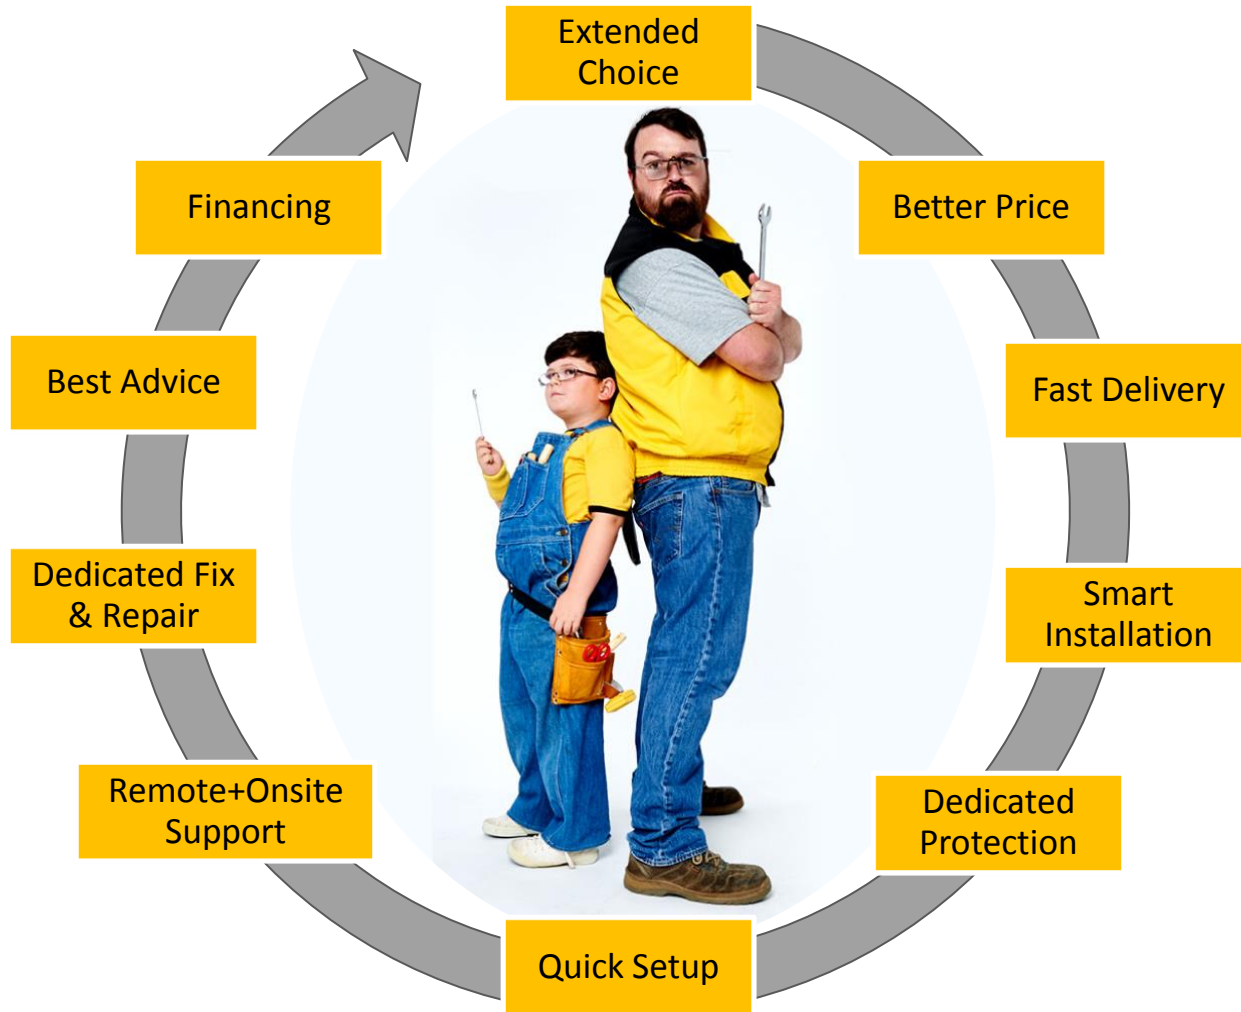 Extended
Choice
Better Price
Fast Delivery
Smart
Installation
Dedicated
Protection
Quick Setup
Remote+Onsite
Support
Dedicated Fix
& Repair
Best Advice
Financing